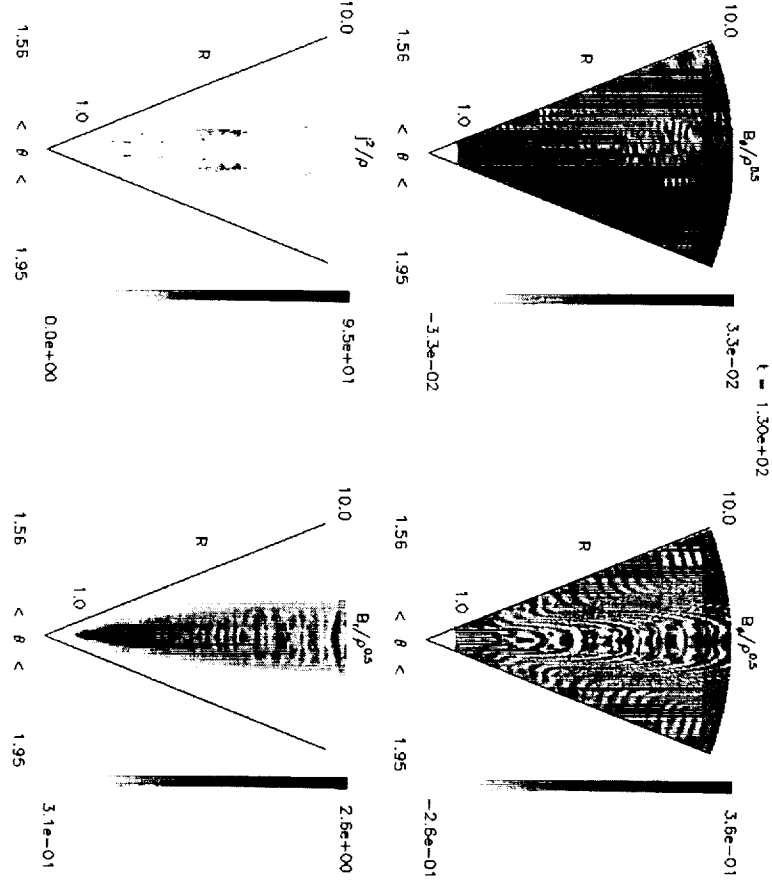 t = 1.30e+02
10.0 B_θ/ρ^0.5 3.3e-02
R
1.0
1.56 < θ < 1.95 -3.3e-02
10.0 B_φ/ρ^0.5 3.6e-01
R
1.0
1.56 < θ < 1.95 -2.6e-01
10.0 j²/ρ 9.5e+01
R
1.0
1.56 < θ < 1.95 0.0e+00
10.0 B_r/ρ^0.5 2.6e+00
R
1.0
1.56 < θ < 1.95 3.1e-01